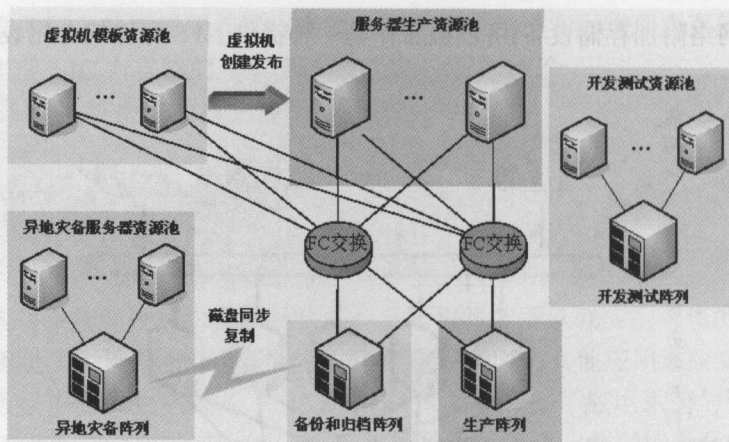 虚拟机模板资源池
...
虚拟机
创建发布
服务器生产资源池
...
开发测试资源池
...
开发测试阵列
异地灾备服务器资源池
...
FC交换
FC交换
磁盘同步
复制
异地灾备阵列
备份和归档阵列
生产阵列